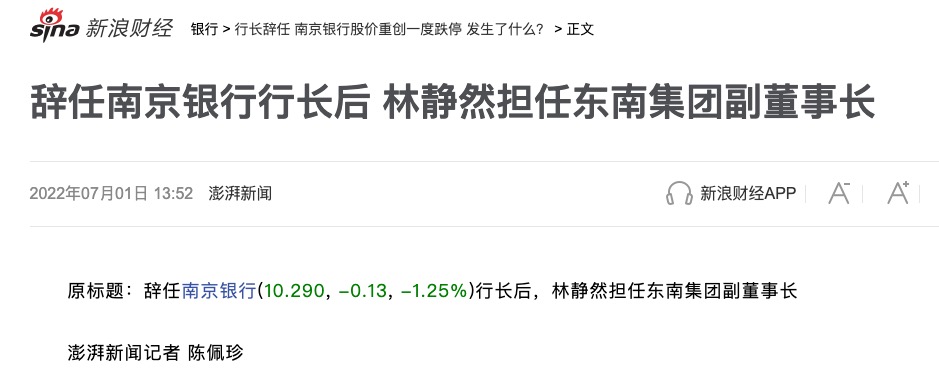 sina 新浪财经 银行 > 行长辞任 南京银行股价重创一度跌停 发生了什么？ > 正文
辞任南京银行行长后 林静然担任东南集团副董事长
2022年07月01日 13:52 澎湃新闻 新浪财经APP A- A+
原标题：辞任南京银行(10.290, -0.13, -1.25%)行长后，林静然担任东南集团副董事长
澎湃新闻记者 陈佩珍